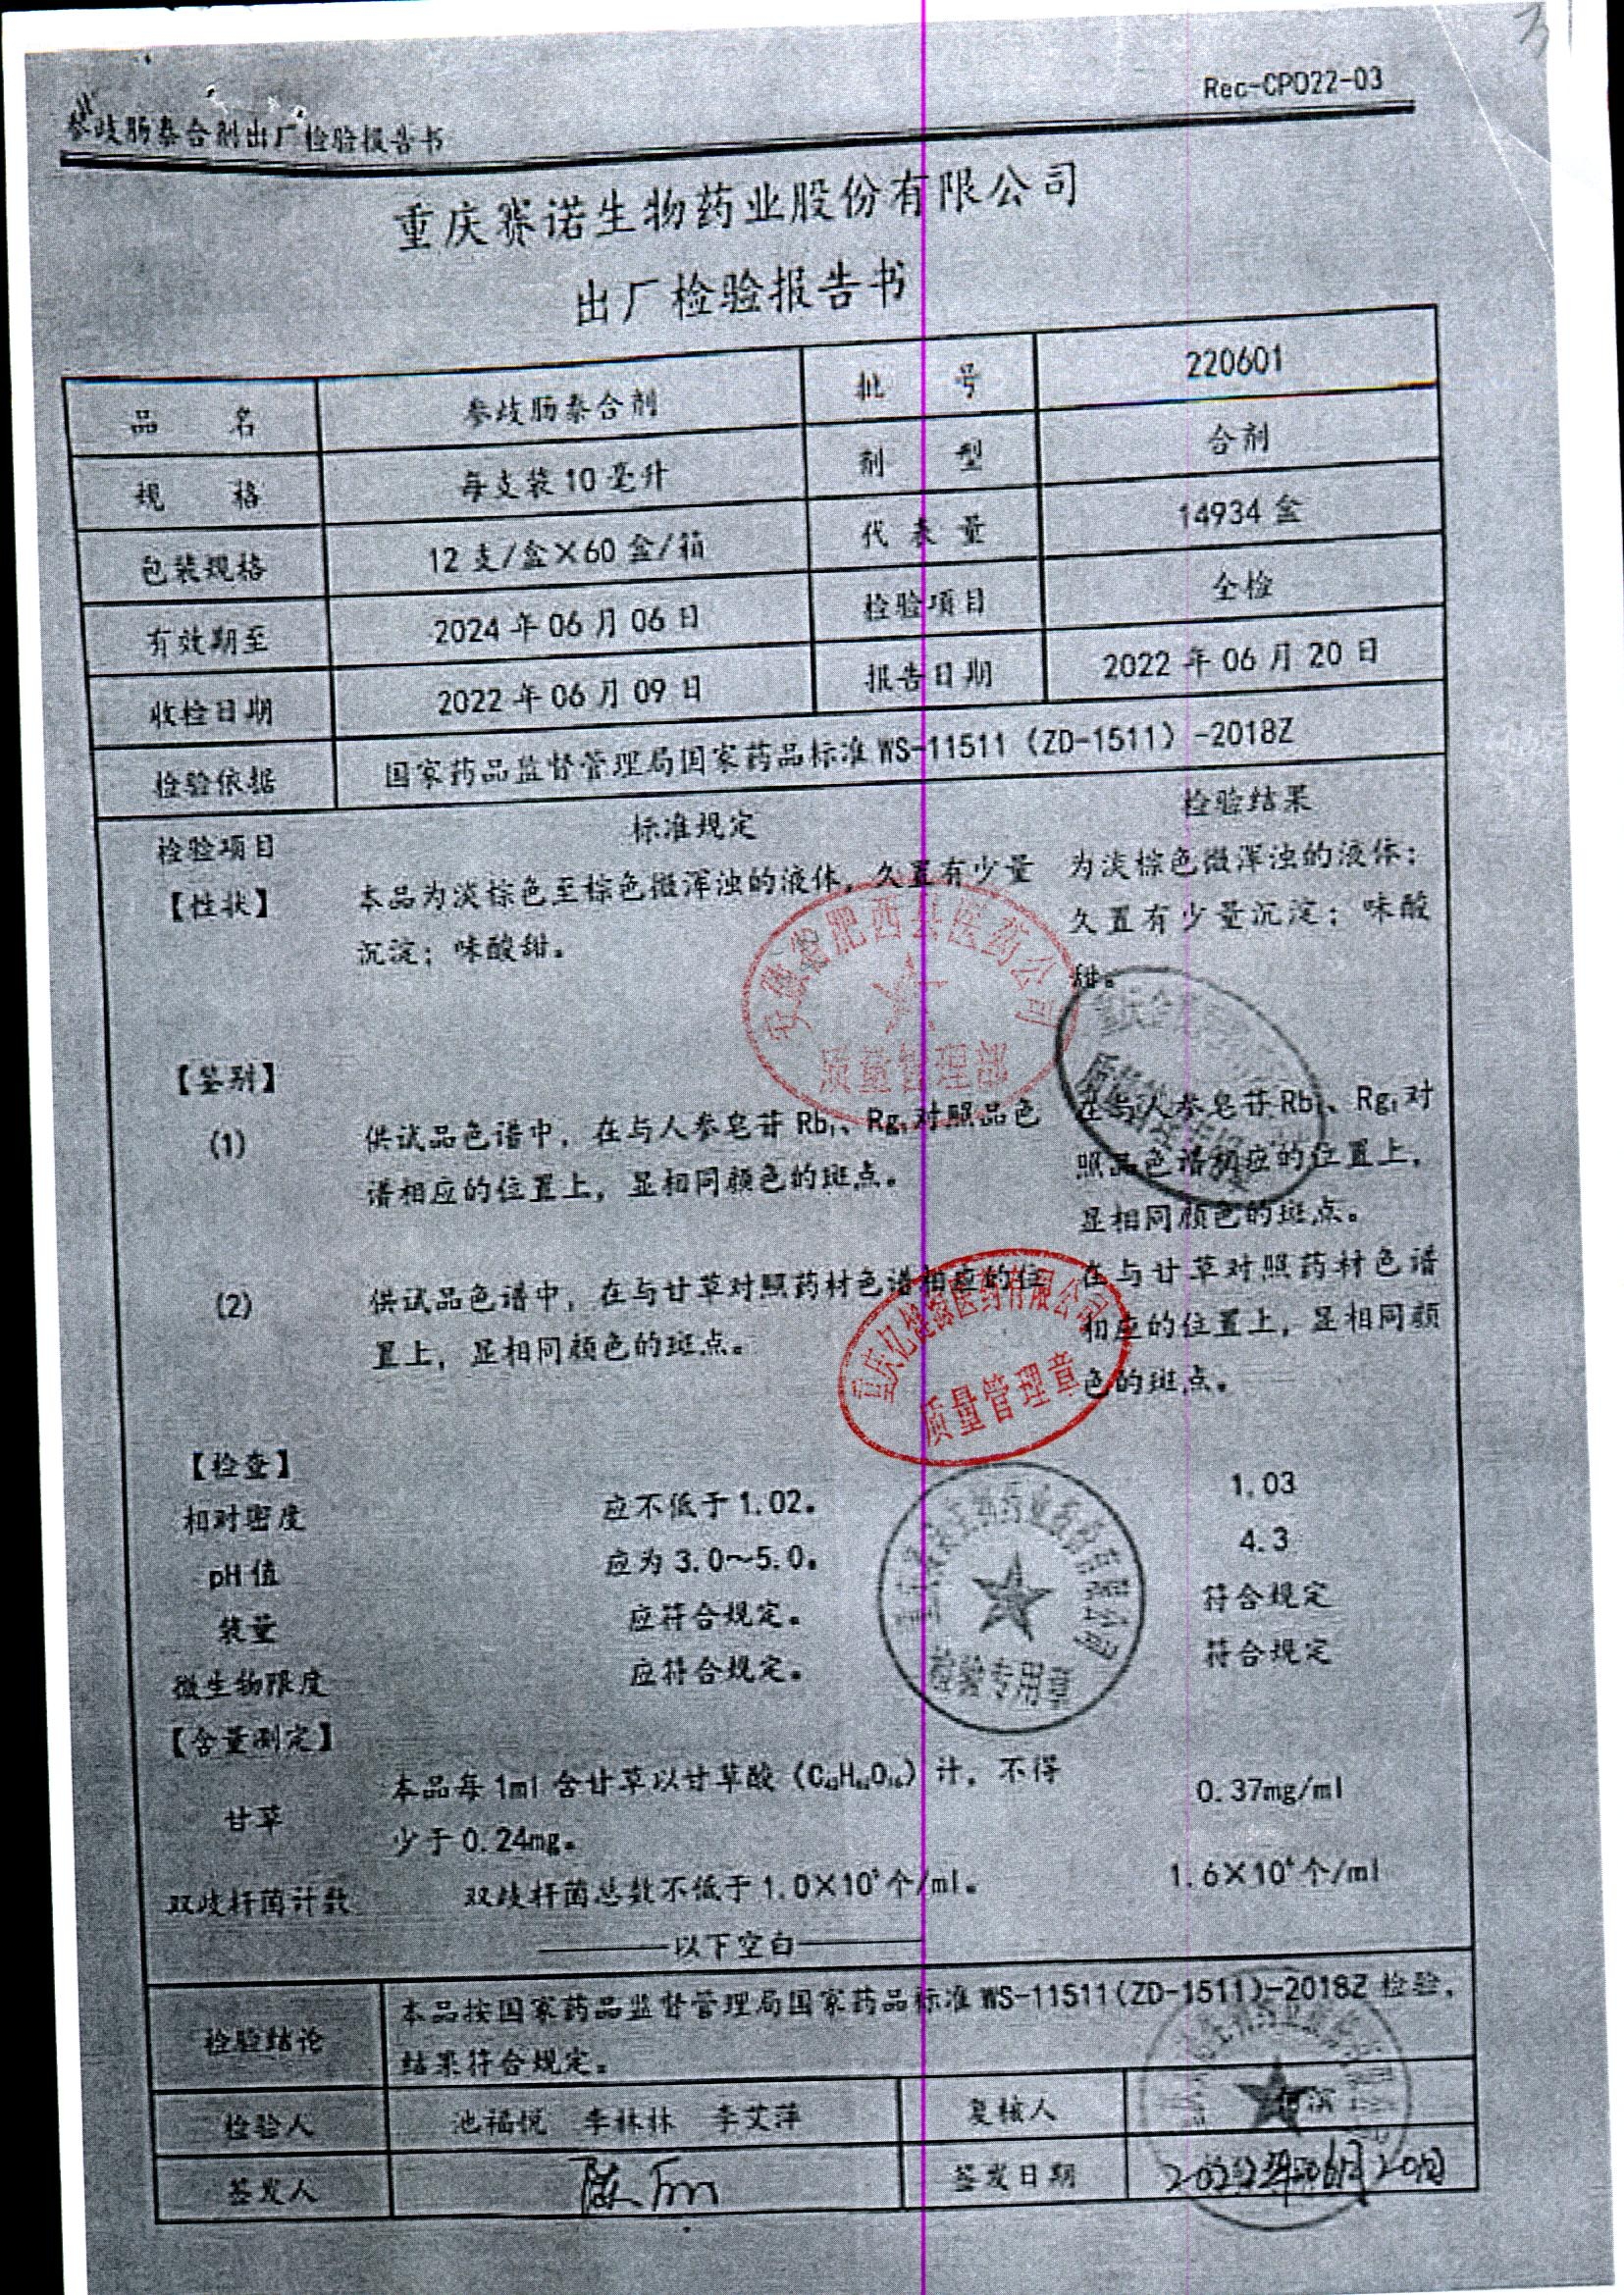 Rec-CPD22-03
参歧肠泰合剂出厂检验报告书
重庆赛诺生物药业股份有限公司
出厂检验报告书
品 名 参歧肠泰合剂 批 号 220601
规 格 每支装10毫升 剂 型 合剂
包装规格 12支/盒×60盒/箱 代表量 14934盒
有效期至 2024年06月06日 检验项目 全检
收检日期 2022年06月09日 报告日期 2022年06月20日
检验依据 国家药品监督管理局国家药品标准WS-11511（ZD-1511）-2018Z
检验项目 标准规定 检验结果
【性状】 本品为淡棕色至棕色微浑浊的液体，久置有少量 为淡棕色微浑浊的液体；
沉淀；味酸甜。 久置有少量沉淀；味酸
甜。
安徽省肥西县医药公司
质量管理部
【鉴别】
(1) 供试品色谱中，在与人参皂苷Rb₁、Rg₁对照品色 在与人参皂苷Rb₁、Rg₁对
谱相应的位置上，显相同颜色的斑点。 照品色谱相应的位置上，
显相同颜色的斑点。
(2) 供试品色谱中，在与甘草对照药材色谱相应的位 在与甘草对照药材色谱
置上，显相同颜色的斑点。 相应的位置上，显相同颜
色的斑点。
质量管理章
【检查】
相对密度 应不低于1.02。 1.03
pH值 应为3.0～5.0。 4.3
装量 应符合规定。 符合规定
微生物限度 应符合规定。 符合规定
检验专用章
【含量测定】
甘草 本品每1ml含甘草以甘草酸（C₄₂H₆₂O₁₆）计，不得 0.37mg/ml
少于0.24mg。
双歧杆菌计数 双歧杆菌总数不低于 个/ml。 个/ml
以下空白
检验结论 本品按国家药品监督管理局国家药品标准WS-11511(ZD-1511)-2018Z检验，
结果符合规定。
检验人 池福悦 李林林 李艾萍 复核人
签发人 签发日期 2022年06月20日